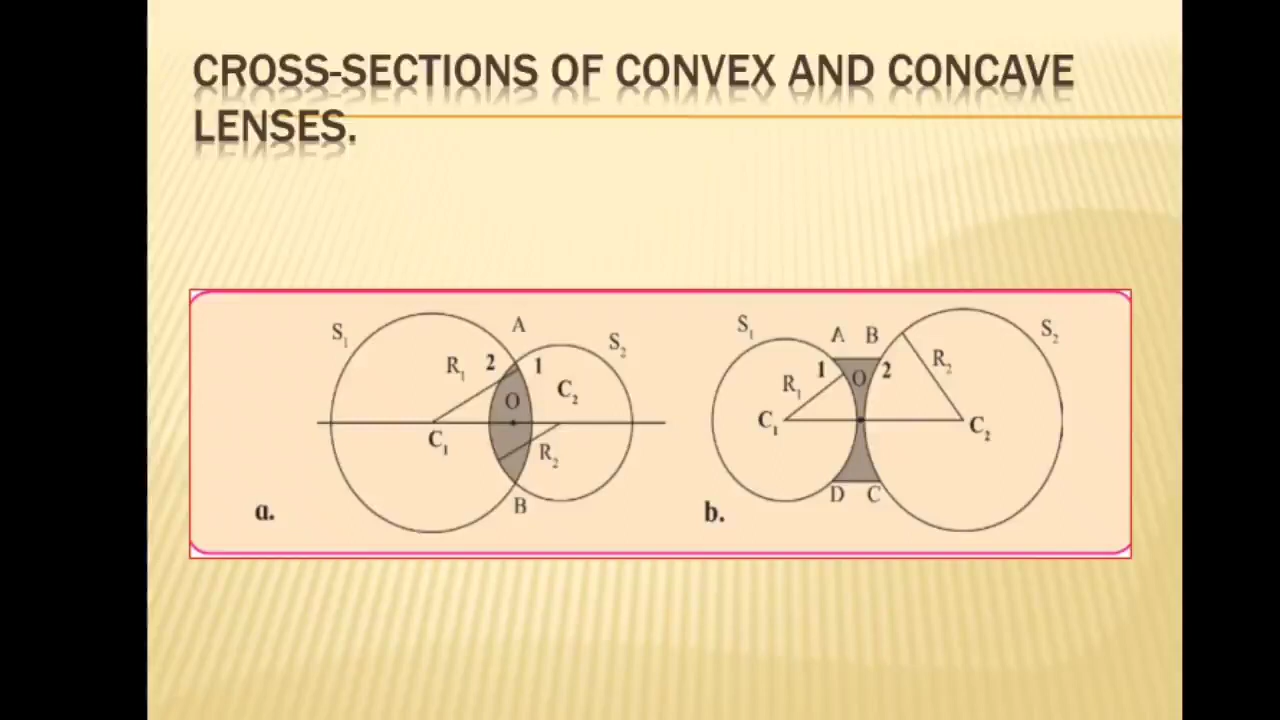 CROSS-SECTIONS OF CONVEX AND CONCAVE
LENSES.
S₁ A S₂
R₁ 2 1
C₂
O
C₁
R₂
B
a.
S₁ A B S₂
1 O 2 R₂
R₁
C₁ C₂
D C
b.